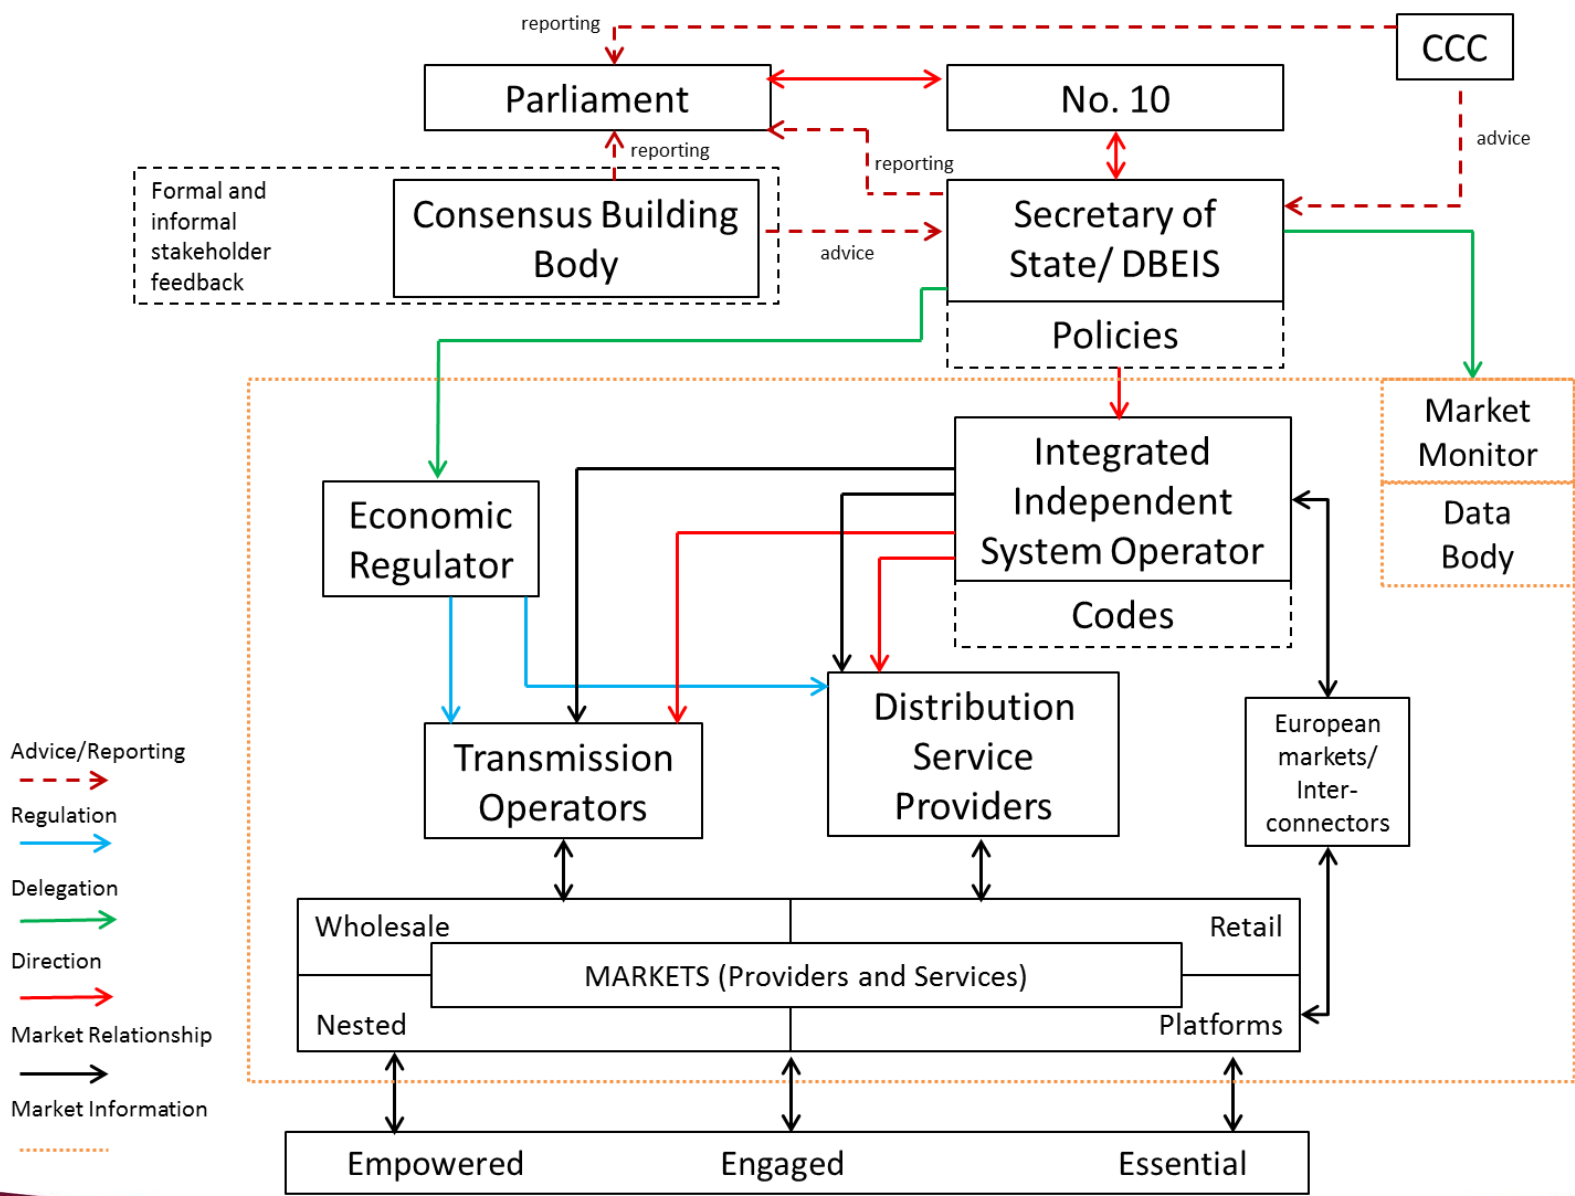 reporting
CCC
Parliament
No. 10
advice
reporting
reporting
Formal and
informal
stakeholder
feedback
Consensus Building
Body
advice
Secretary of
State/ DBEIS
Policies
Market
Monitor
Data
Body
Integrated
Independent
System Operator
Codes
Economic
Regulator
Distribution
Service
Providers
Transmission
Operators
European
markets/
Inter-
connectors
Advice/Reporting
Regulation
Delegation
Direction
Market Relationship
Market Information
Wholesale
Retail
MARKETS (Providers and Services)
Nested
Platforms
Empowered
Engaged
Essential